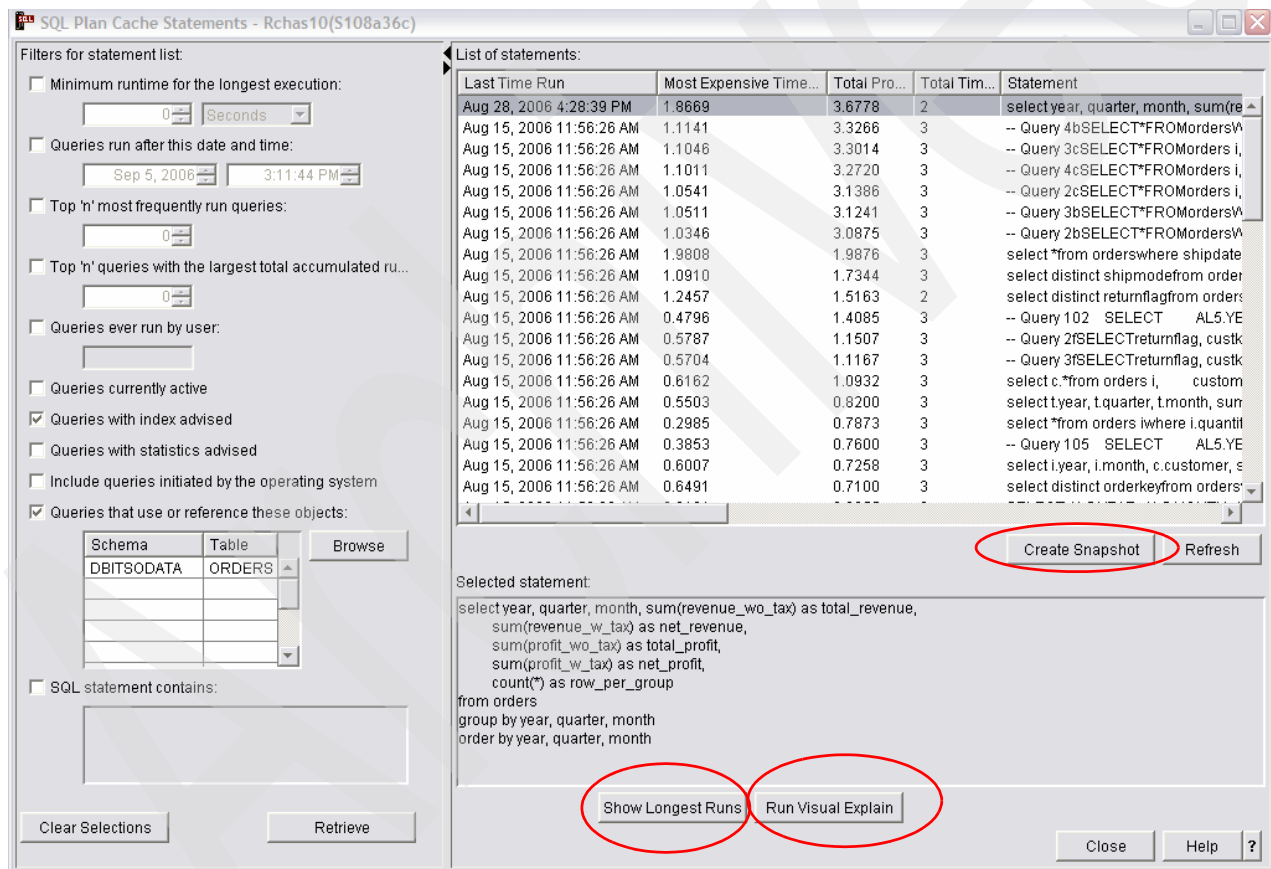 SQL Plan Cache Statements - Rchas10(S108a36c)
Filters for statement list:
Minimum runtime for the longest execution:
0 Seconds
Queries run after this date and time:
Sep 5, 2006 3:11:44 PM
Top 'n' most frequently run queries:
0
Top 'n' queries with the largest total accumulated ru...
0
Queries ever run by user:
Queries currently active
Queries with index advised
Queries with statistics advised
Include queries initiated by the operating system
Queries that use or reference these objects:
Schema Table Browse
DBITSODATA ORDERS
SQL statement contains:
Clear Selections Retrieve
List of statements:
Last Time Run Most Expensive Time... Total Pro... Total Tim... Statement
Aug 28, 2006 4:28:39 PM 1.8669 3.6778 2 select year, quarter, month, sum(re
Aug 15, 2006 11:56:26 AM 1.1141 3.3266 3 -- Query 4bSELECT*FROMordersW
Aug 15, 2006 11:56:26 AM 1.1046 3.3014 3 -- Query 3cSELECT*FROMorders i,
Aug 15, 2006 11:56:26 AM 1.1011 3.2720 3 -- Query 4cSELECT*FROMorders i,
Aug 15, 2006 11:56:26 AM 1.0541 3.1386 3 -- Query 2cSELECT*FROMorders i,
Aug 15, 2006 11:56:26 AM 1.0511 3.1241 3 -- Query 3bSELECT*FROMordersW
Aug 15, 2006 11:56:26 AM 1.0346 3.0875 3 -- Query 2bSELECT*FROMordersW
Aug 15, 2006 11:56:26 AM 1.9808 1.9876 3 select *from orderswhere shipdate
Aug 15, 2006 11:56:26 AM 1.0910 1.7344 3 select distinct shipmodefrom order
Aug 15, 2006 11:56:26 AM 1.2457 1.5163 2 select distinct returnflagfrom orders
Aug 15, 2006 11:56:26 AM 0.4796 1.4085 3 -- Query 102 SELECT AL5.YE
Aug 15, 2006 11:56:26 AM 0.5787 1.1507 3 -- Query 2fSELECTreturnflag, custk
Aug 15, 2006 11:56:26 AM 0.5704 1.1167 3 -- Query 3fSELECTreturnflag, custk
Aug 15, 2006 11:56:26 AM 0.6162 1.0932 3 select c.*from orders i, custom
Aug 15, 2006 11:56:26 AM 0.5503 0.8200 3 select t.year, t.quarter, t.month, sum
Aug 15, 2006 11:56:26 AM 0.2985 0.7873 3 select *from orders iwhere i.quantit
Aug 15, 2006 11:56:26 AM 0.3853 0.7600 3 -- Query 105 SELECT AL5.YE
Aug 15, 2006 11:56:26 AM 0.6007 0.7258 3 select i.year, i.month, c.customer, s
Aug 15, 2006 11:56:26 AM 0.6491 0.7100 3 select distinct orderkeyfrom orders
Create Snapshot Refresh
Selected statement:
select year, quarter, month, sum(revenue_wo_tax) as total_revenue,
sum(revenue_w_tax) as net_revenue,
sum(profit_wo_tax) as total_profit,
sum(profit_w_tax) as net_profit,
count(*) as row_per_group
from orders
group by year, quarter, month
order by year, quarter, month
Show Longest Runs Run Visual Explain
Close Help ?